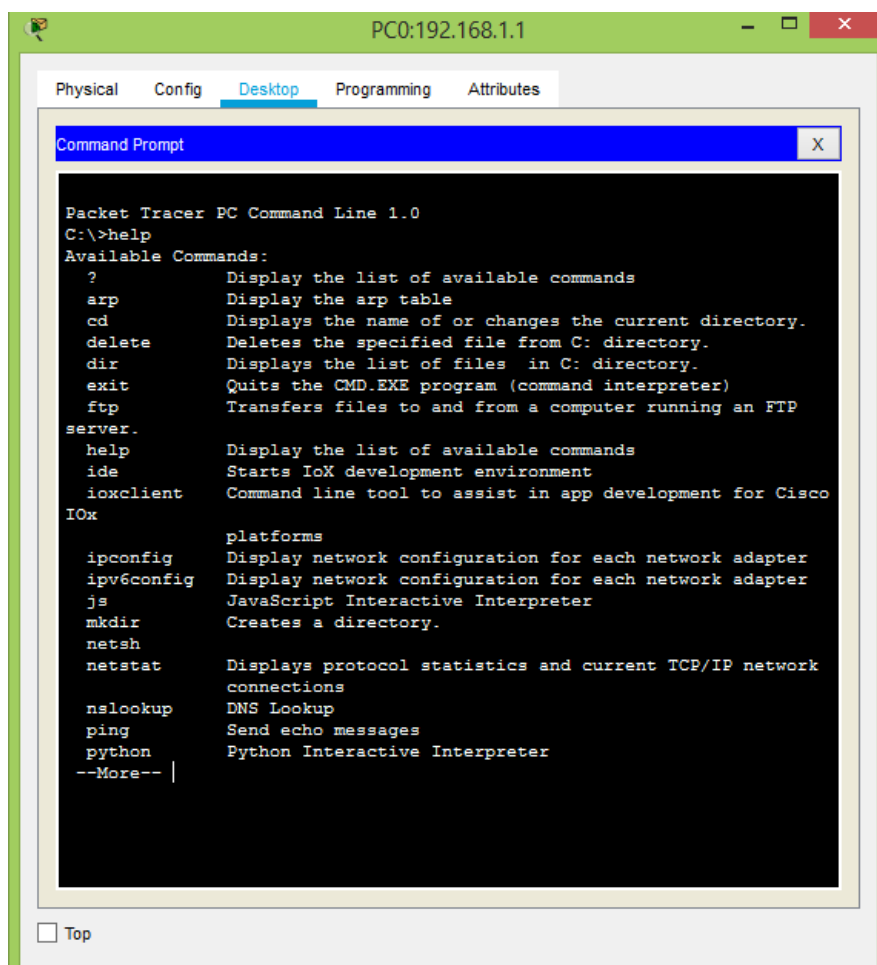 PC0:192.168.1.1
Physical Config Desktop Programming Attributes
Command Prompt X
Packet Tracer PC Command Line 1.0
C:\>help
Available Commands:
? Display the list of available commands
arp Display the arp table
cd Displays the name of or changes the current directory.
delete Deletes the specified file from C: directory.
dir Displays the list of files in C: directory.
exit Quits the CMD.EXE program (command interpreter)
ftp Transfers files to and from a computer running an FTP
server.
help Display the list of available commands
ide Starts IoX development environment
ioxclient Command line tool to assist in app development for Cisco
IOx
platforms
ipconfig Display network configuration for each network adapter
ipv6config Display network configuration for each network adapter
js JavaScript Interactive Interpreter
mkdir Creates a directory.
netsh
netstat Displays protocol statistics and current TCP/IP network
connections
nslookup DNS Lookup
ping Send echo messages
python Python Interactive Interpreter
--More--
Top